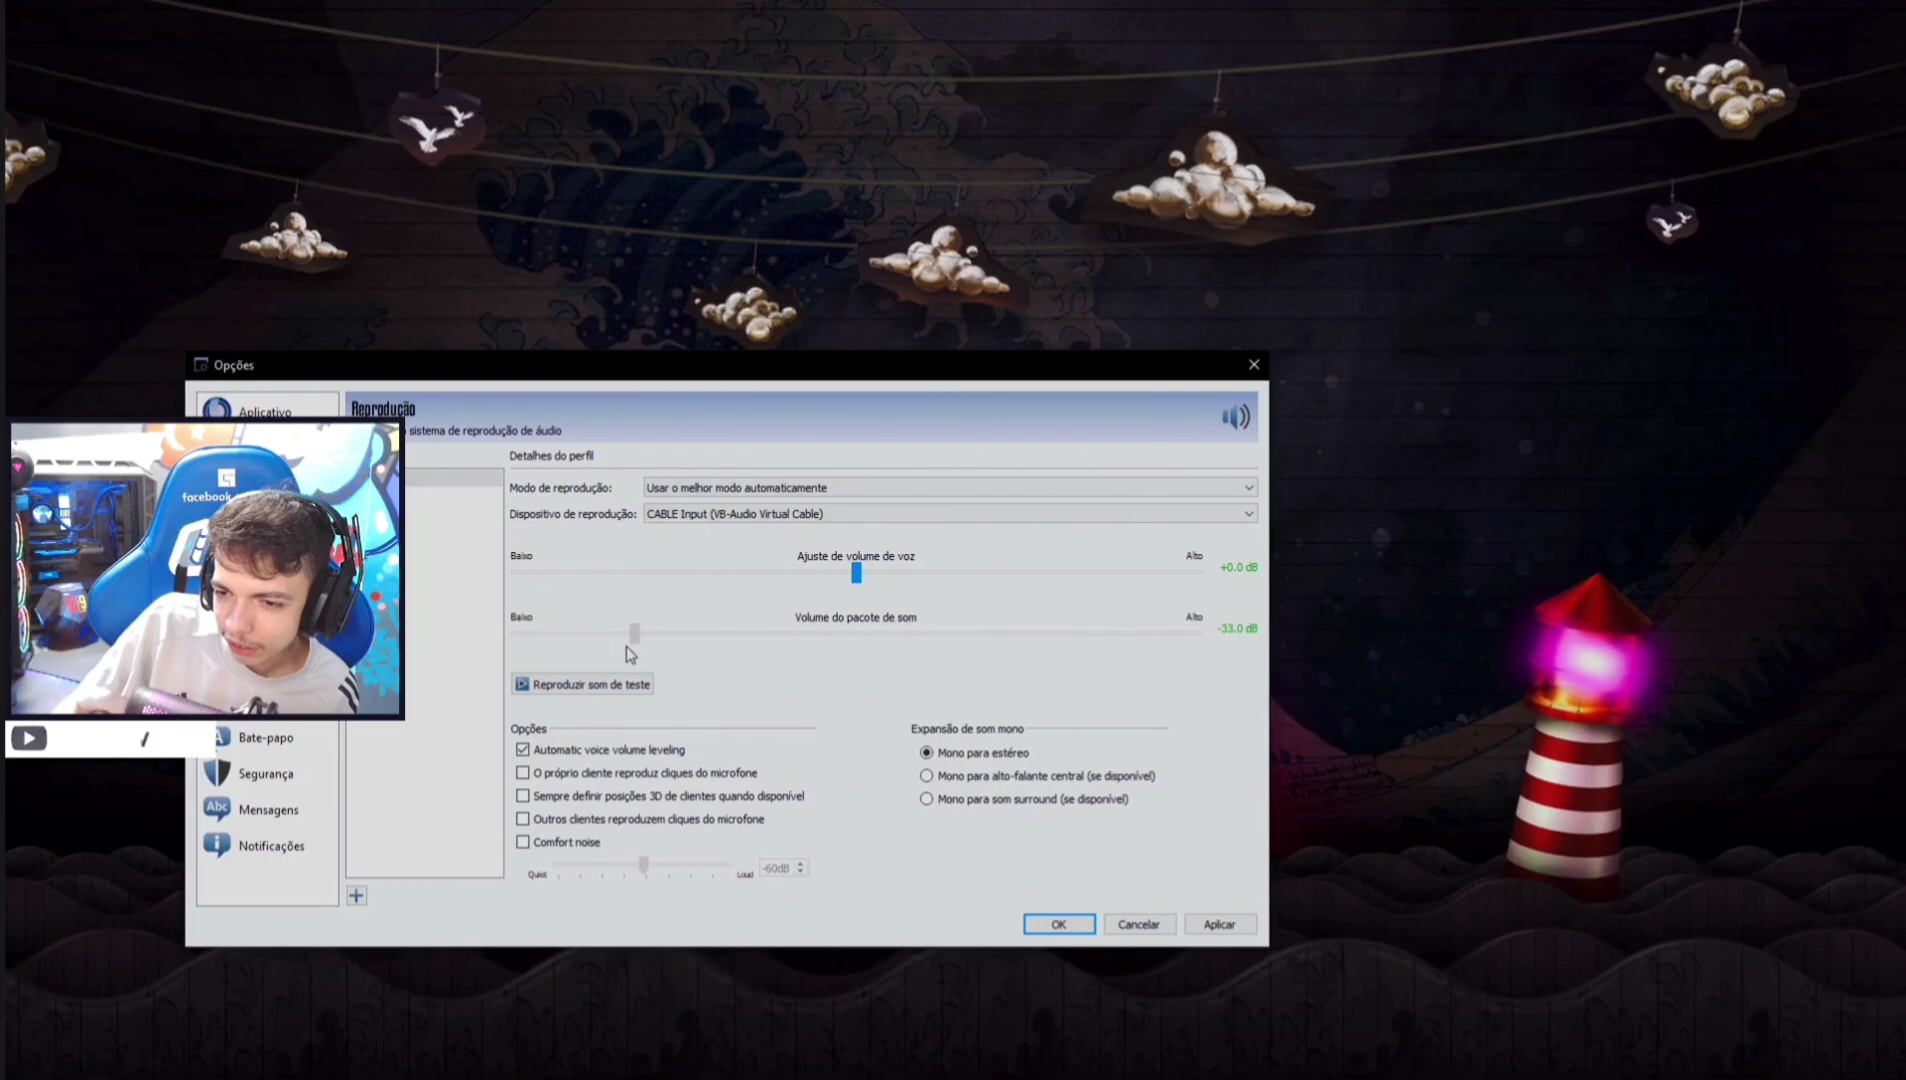 Opções
Aplicativo
Reprodução
sistema de reprodução de áudio
Detalhes do perfil
Modo de reprodução: Usar o melhor modo automaticamente
Dispositivo de reprodução: CABLE Input (VB-Audio Virtual Cable)
Baixo Ajuste de volume de voz Alto
+0.0 dB
Baixo Volume do pacote de som Alto
-33.0 dB
Reproduzir som de teste
Opções
Automatic voice volume leveling
O próprio cliente reproduz cliques do microfone
Sempre definir posições 3D de clientes quando disponível
Outros clientes reproduzem cliques do microfone
Comfort noise
Quiet Loud -60dB
Expansão de som mono
Mono para estéreo
Mono para alto-falante central (se disponível)
Mono para som surround (se disponível)
facebook
Bate-papo
Segurança
Abc
Mensagens
Notificações
OK Cancelar Aplicar